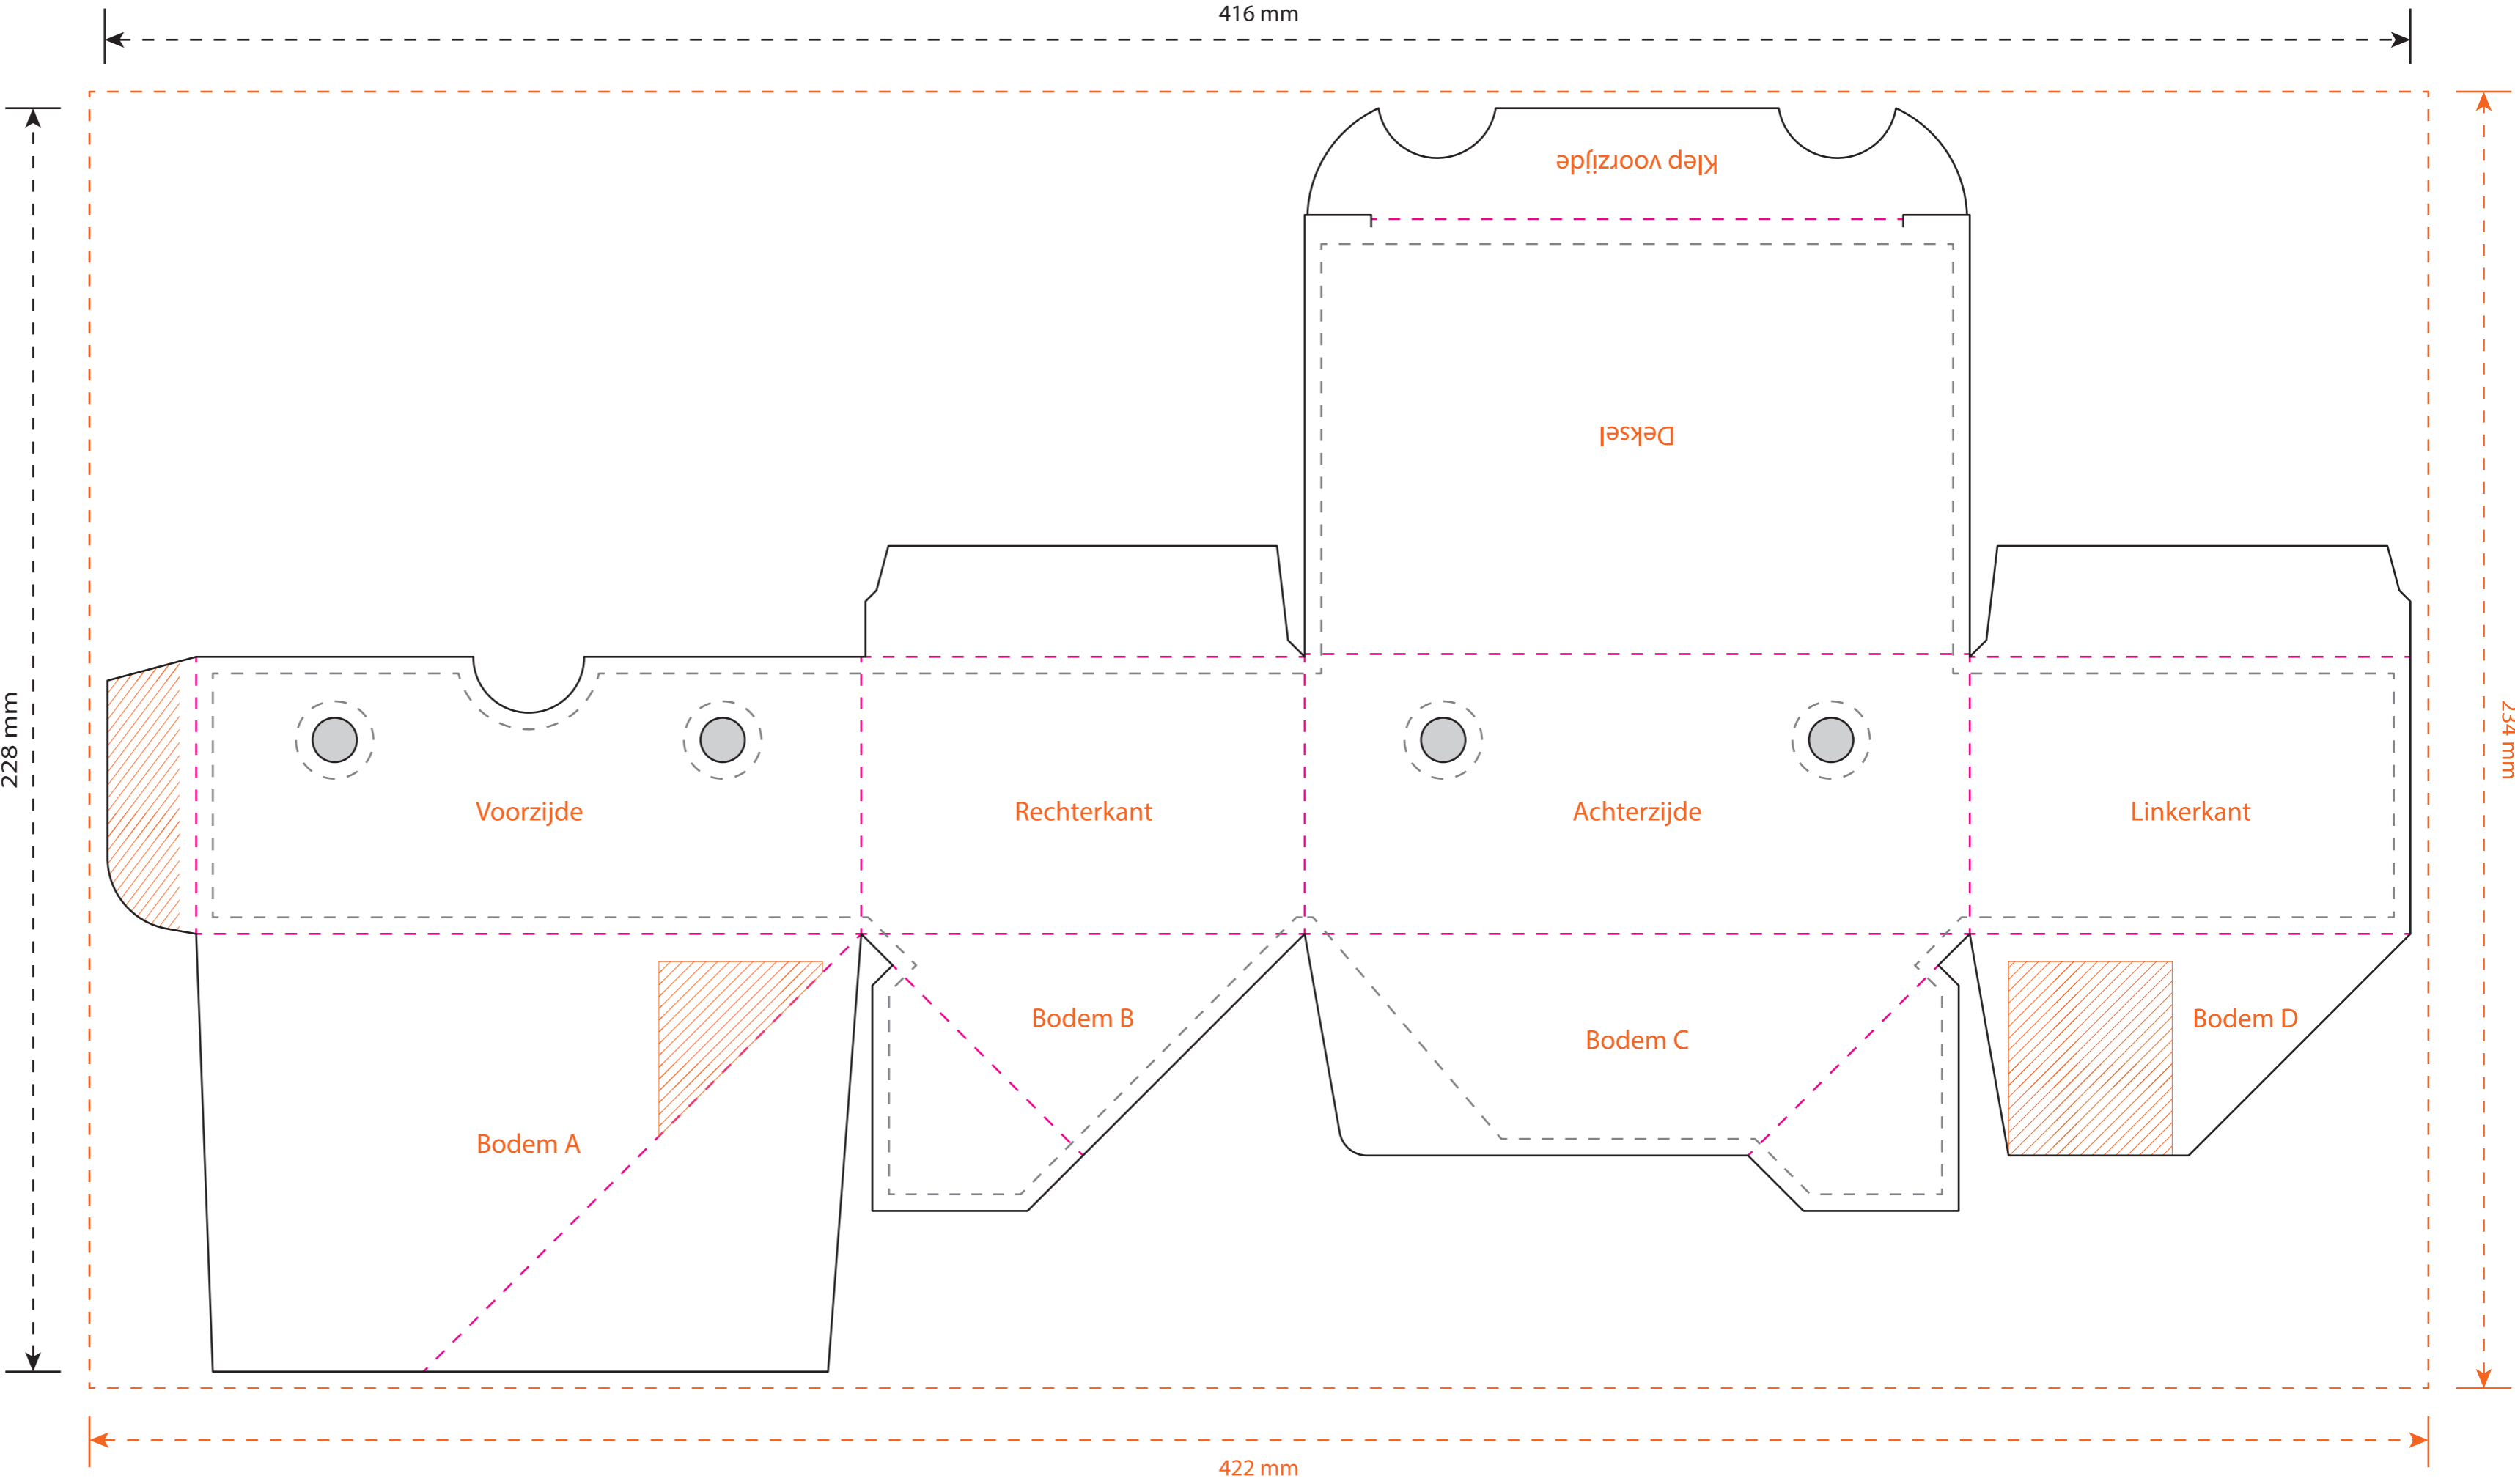 416 mm
Klep voorzijde
Deksel
228 mm
234 mm
Voorzijde
Rechterkant
Achterzijde
Linkerkant
Bodem B
Bodem D
Bodem C
Bodem A
422 mm